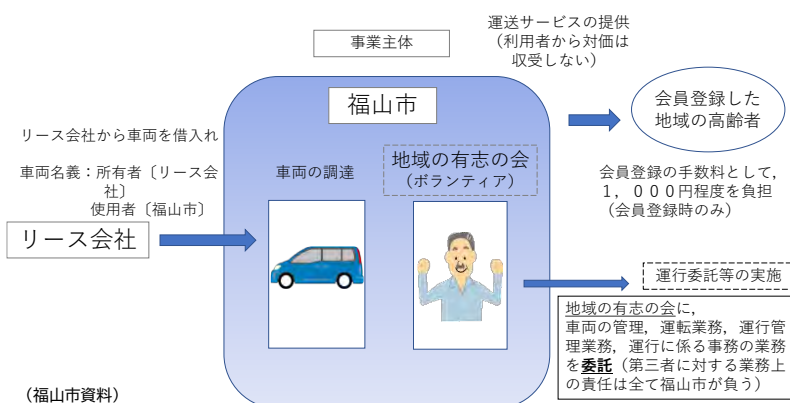 事業主体
運送サービスの提供
（利用者から対価は
収受しない）
福山市
会員登録した
地域の高齢者
リース会社から車両を借入れ
車両名義：所有者〔リース会
社〕
使用者〔福山市〕
リース会社
車両の調達
地域の有志の会
（ボランティア）
会員登録の手数料として，
１，０００円程度を負担
（会員登録時のみ）
運行委託等の実施
地域の有志の会に，
車両の管理，運転業務，運行管
理業務，運行に係る事務の業務
を委託（第三者に対する業務上
の責任は全て福山市が負う）
（福山市資料）